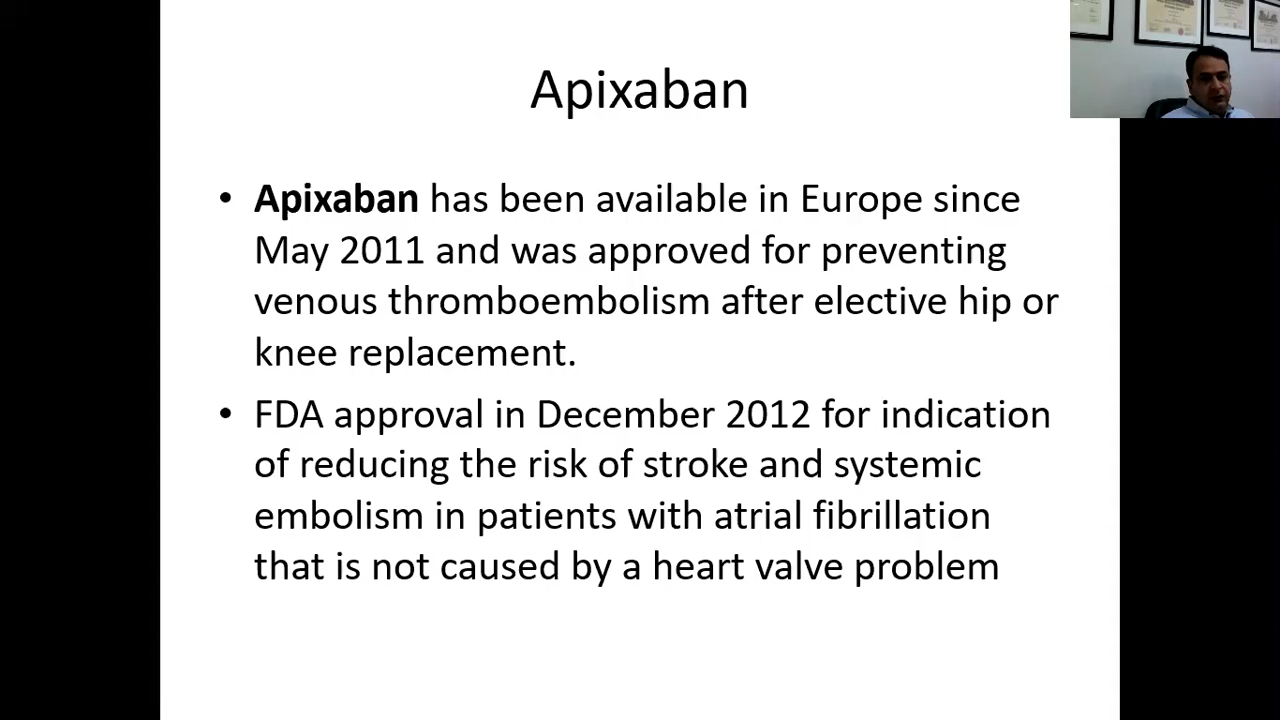 Apixaban
• Apixaban has been available in Europe since
May 2011 and was approved for preventing
venous thromboembolism after elective hip or
knee replacement.
• FDA approval in December 2012 for indication
of reducing the risk of stroke and systemic
embolism in patients with atrial fibrillation
that is not caused by a heart valve problem